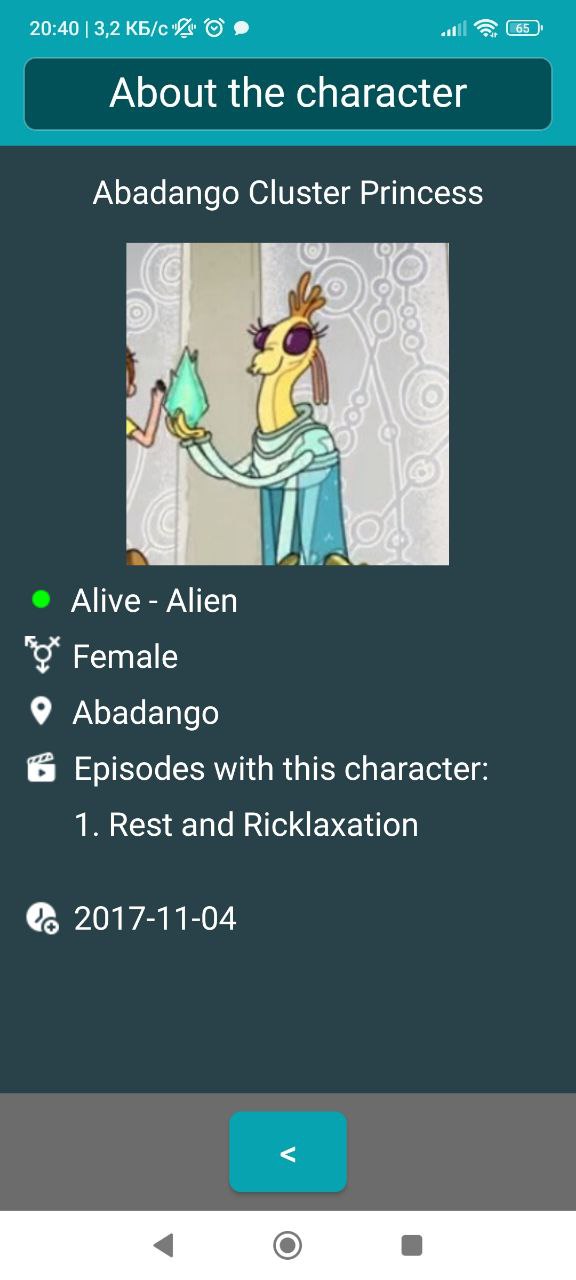 20:40 | 3,2 КБ/с
65
About the character
Abadango Cluster Princess
Alive - Alien
Female
Abadango
Episodes with this character:
1. Rest and Ricklaxation
2017-11-04
<